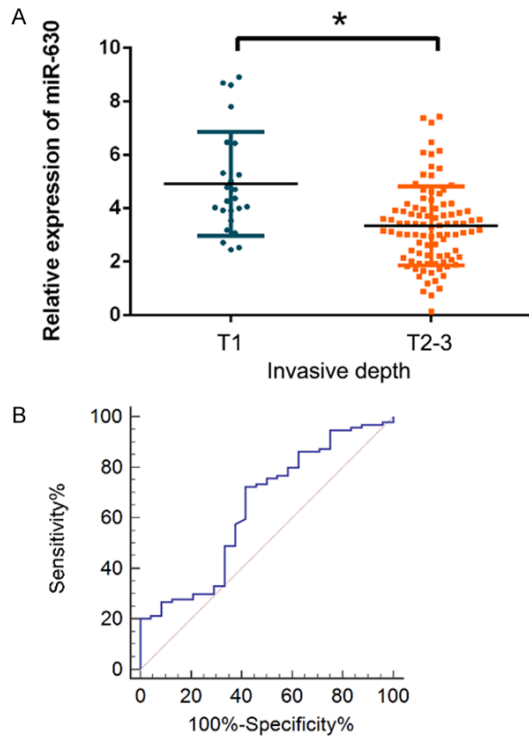 A
*
Relative expression of miR-630
10
8
6
4
2
0
T1
T2-3
Invasive depth
B
Sensitivity%
100
80
60
40
20
0
0 20 40 60 80 100
100%-Specificity%